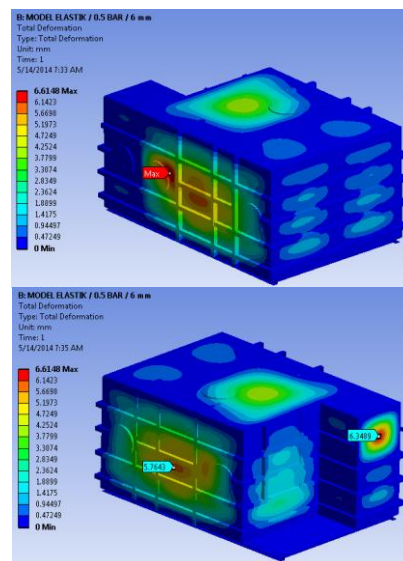 B: MODEL ELASTIK / 0.5 BAR / 6 mm
Total Deformation
Type: Total Deformation
Unit: mm
Time: 1
5/14/2014 7:33 AM
6.6148 Max
6.1423
5.6698
5.1973
4.7249
4.2524
3.7799
3.3074
2.8349
2.3624
1.8899
1.4175
0.94497
0.47249
0 Min
Max
B: MODEL ELASTIK / 0.5 BAR / 6 mm
Total Deformation
Type: Total Deformation
Unit: mm
Time: 1
5/14/2014 7:35 AM
6.6148 Max
6.1423
5.6698
5.1973
4.7249
4.2524
3.7799
3.3074
2.8349
2.3624
1.8899
1.4175
0.94497
0.47249
0 Min
5.7643
6.3489